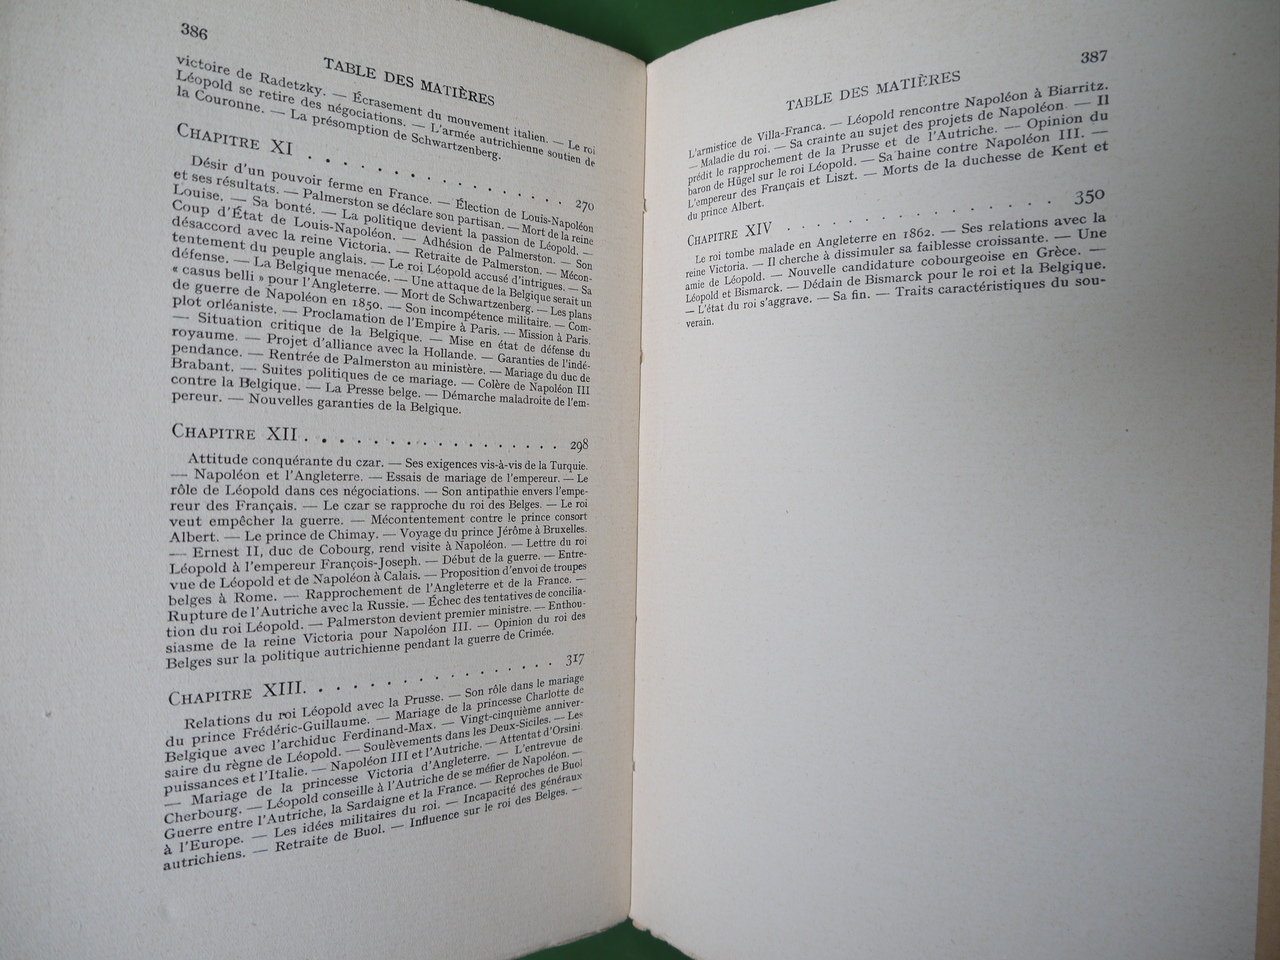 386
TABLE DES MATIÈRES
victoire de Radetzky. — Écrasement du mouvement italien. — Le roi
Léopold se retire des négociations. — L'armée autrichienne soutien de
la Couronne. — La présomption de Schwartzenberg.
CHAPITRE XI . . . . . . . . . . . . . . . . 270
Désir d'un pouvoir ferme en France. — Élection de Louis-Napoléon
et ses résultats. — Palmerston se déclare son partisan. — Mort de la reine
Louise. — Sa bonté. — La politique devient la passion de Léopold. —
Coup d'État de Louis-Napoléon. — Adhésion de Palmerston. — Son
désaccord avec la reine Victoria. — Retraite de Palmerston. — Mécon-
tentement du peuple anglais. — Le roi Léopold accusé d'intrigues. — Sa
défense. — La Belgique menacée. — Une attaque de la Belgique serait un
« casus belli » pour l'Angleterre. — Mort de Schwartzenberg. — Les plans
de guerre de Napoléon en 1850. — Son incompétence militaire. — Com-
plot orléaniste. — Proclamation de l'Empire à Paris. — Mission à Paris.
— Situation critique de la Belgique. — Mise en état de défense du
royaume. — Projet d'alliance avec la Hollande. — Garanties de l'indé-
pendance. — Rentrée de Palmerston au ministère. — Mariage du duc de
Brabant. — Suites politiques de ce mariage. — Colère de Napoléon III
contre la Belgique. — La Presse belge. — Démarche maladroite de l'em-
pereur. — Nouvelles garanties de la Belgique.
CHAPITRE XII . . . . . . . . . . . . . . . . 298
Attitude conquérante du czar. — Ses exigences vis-à-vis de la Turquie.
— Napoléon et l'Angleterre. — Essais de mariage de l'empereur. — Le
rôle de Léopold dans ces négociations. — Son antipathie envers l'empe-
reur des Français. — Le czar se rapproche du roi des Belges. — Le roi
veut empêcher la guerre. — Mécontentement contre le prince consort
Albert. — Le prince de Chimay. — Voyage du prince Jérôme à Bruxelles.
— Ernest II, duc de Cobourg, rend visite à Napoléon. — Lettre du roi
Léopold à l'empereur François-Joseph. — Début de la guerre. — Entre-
vue de Léopold et de Napoléon à Calais. — Proposition d'envoi de troupes
belges à Rome. — Rapprochement de l'Angleterre et de la France. —
Rupture de l'Autriche avec la Russie. — Échec des tentatives de concilia-
tion du roi Léopold. — Palmerston devient premier ministre. — Enthou-
siasme de la reine Victoria pour Napoléon III. — Opinion du roi des
Belges sur la politique autrichienne pendant la guerre de Crimée.
CHAPITRE XIII. . . . . . . . . . . . . . . . 317
Relations du roi Léopold avec la Prusse. — Son rôle dans le mariage
du prince Frédéric-Guillaume. — Mariage de la princesse Charlotte de
Belgique avec l'archiduc Ferdinand-Max. — Vingt-cinquième anniver-
saire du règne de Léopold. — Soulèvements dans les Deux-Siciles. — Les
puissances et l'Italie. — Napoléon III et l'Autriche. — Attentat d'Orsini.
— Mariage de la princesse Victoria d'Angleterre. — L'entrevue de
Cherbourg. — Léopold conseille à l'Autriche de se méfier de Napoléon. —
Guerre entre l'Autriche, la Sardaigne et la France. — Reproches de Buol
à l'Europe. — Les idées militaires du roi. — Incapacité des généraux
autrichiens. — Retraite de Buol. — Influence sur le roi des Belges. —
387
TABLE DES MATIÈRES
L'armistice de Villa-Franca. — Léopold rencontre Napoléon à Biarritz.
— Maladie du roi. — Sa crainte au sujet des projets de Napoléon. — Il
prédit le rapprochement de la Prusse et de l'Autriche. — Opinion du
baron de Hügel sur le roi Léopold. — Sa haine contre Napoléon III. —
L'empereur des Français et Liszt. — Morts de la duchesse de Kent et
du prince Albert.
CHAPITRE XIV . . . . . . . . . . . . . . . . 350
Le roi tombe malade en Angleterre en 1862. — Ses relations avec la
reine Victoria. — Il cherche à dissimuler sa faiblesse croissante. — Une
amie de Léopold. — Nouvelle candidature cobourgeoise en Grèce. —
Léopold et Bismarck. — Dédain de Bismarck pour le roi et la Belgique.
— L'état du roi s'aggrave. — Sa fin. — Traits caractéristiques du sou-
verain.